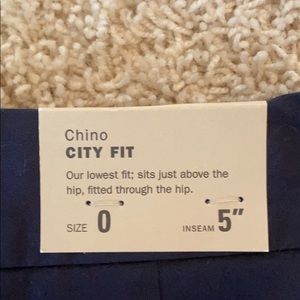 Chino
CITY FIT
Our lowest fit; sits just above the
hip, fitted through the hip.
SIZE 0 INSEAM 5”